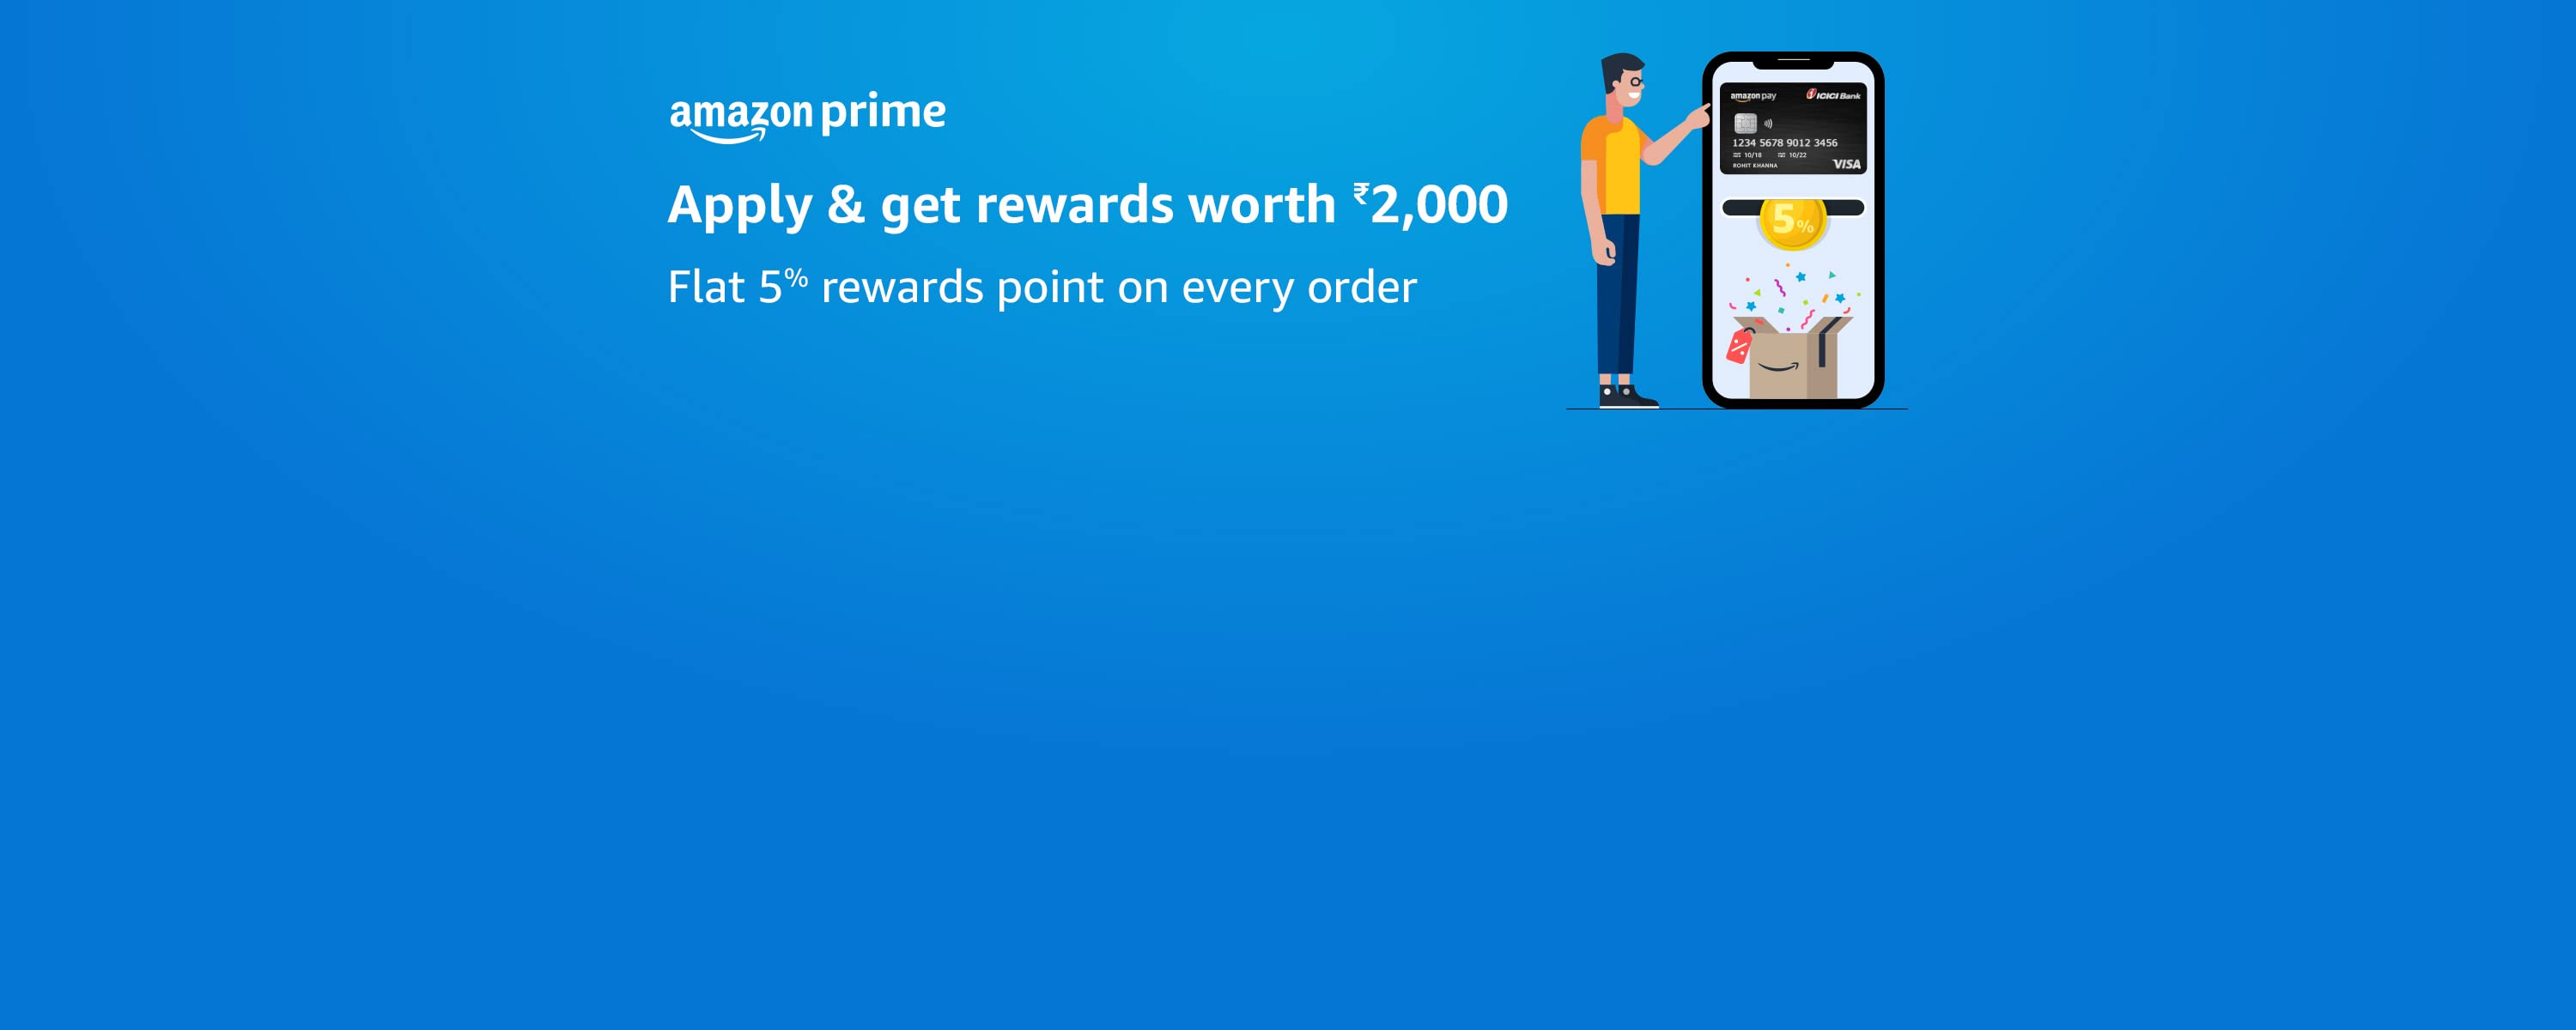 amazon prime
Apply & get rewards worth ₹2,000
Flat 5% rewards point on every order
amazon pay ICICI Bank
1234 5678 9012 3456
10/18 10/22
ROHIT KHANNA VISA
5%
%